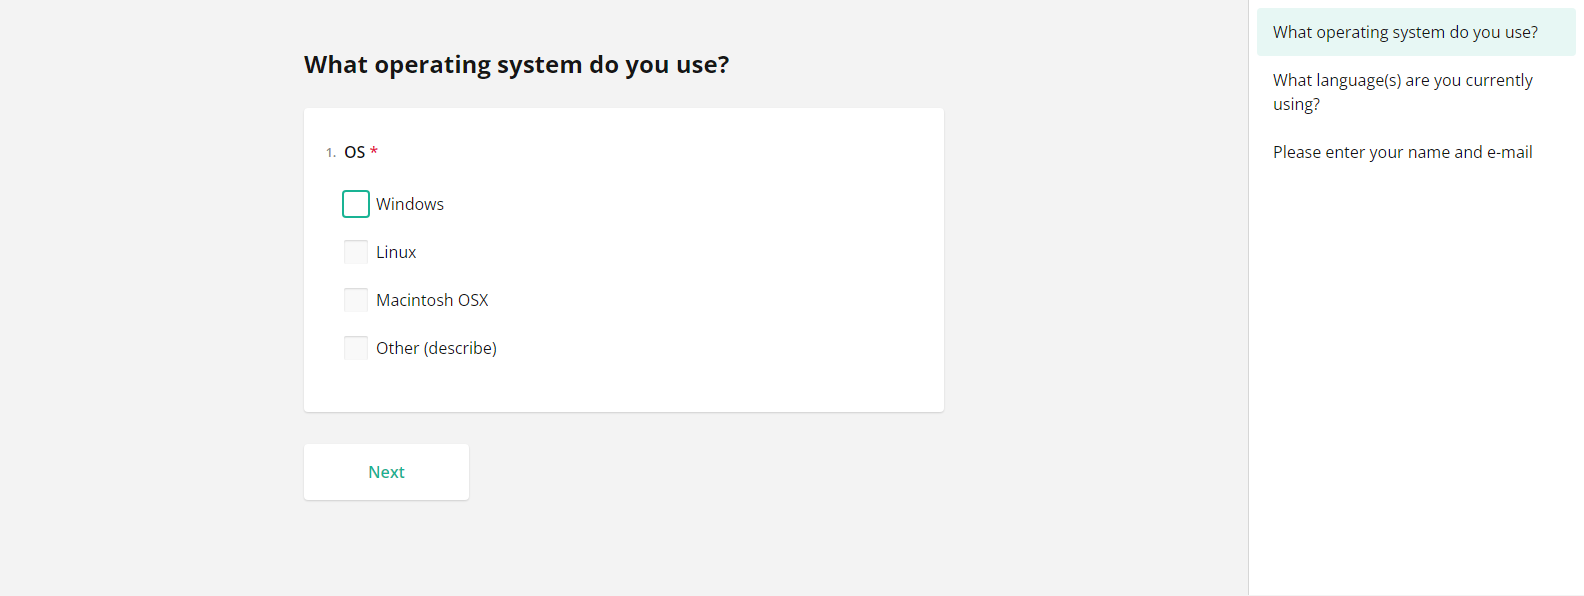 What operating system do you use?
1. OS *
Windows
Linux
Macintosh OSX
Other (describe)
Next
What operating system do you use?
What language(s) are you currently
using?
Please enter your name and e-mail